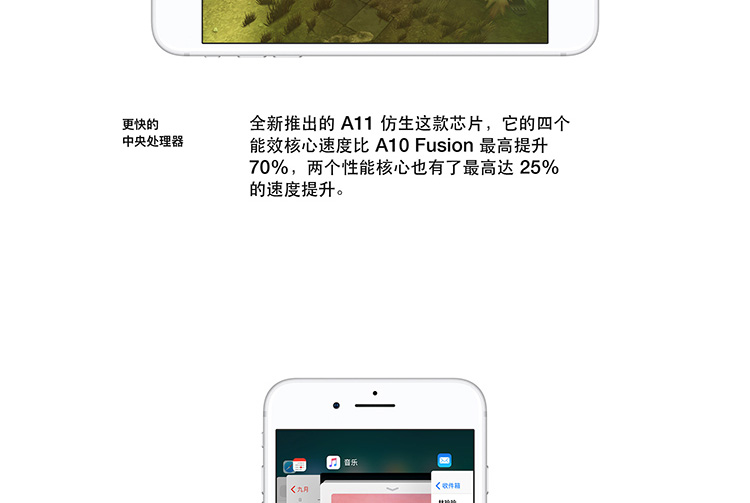 更快的
中央处理器
全新推出的 A11 仿生这款芯片，它的四个
能效核心速度比 A10 Fusion 最高提升
70%，两个性能核心也有了最高达 25%
的速度提升。
音乐
九月
收件箱